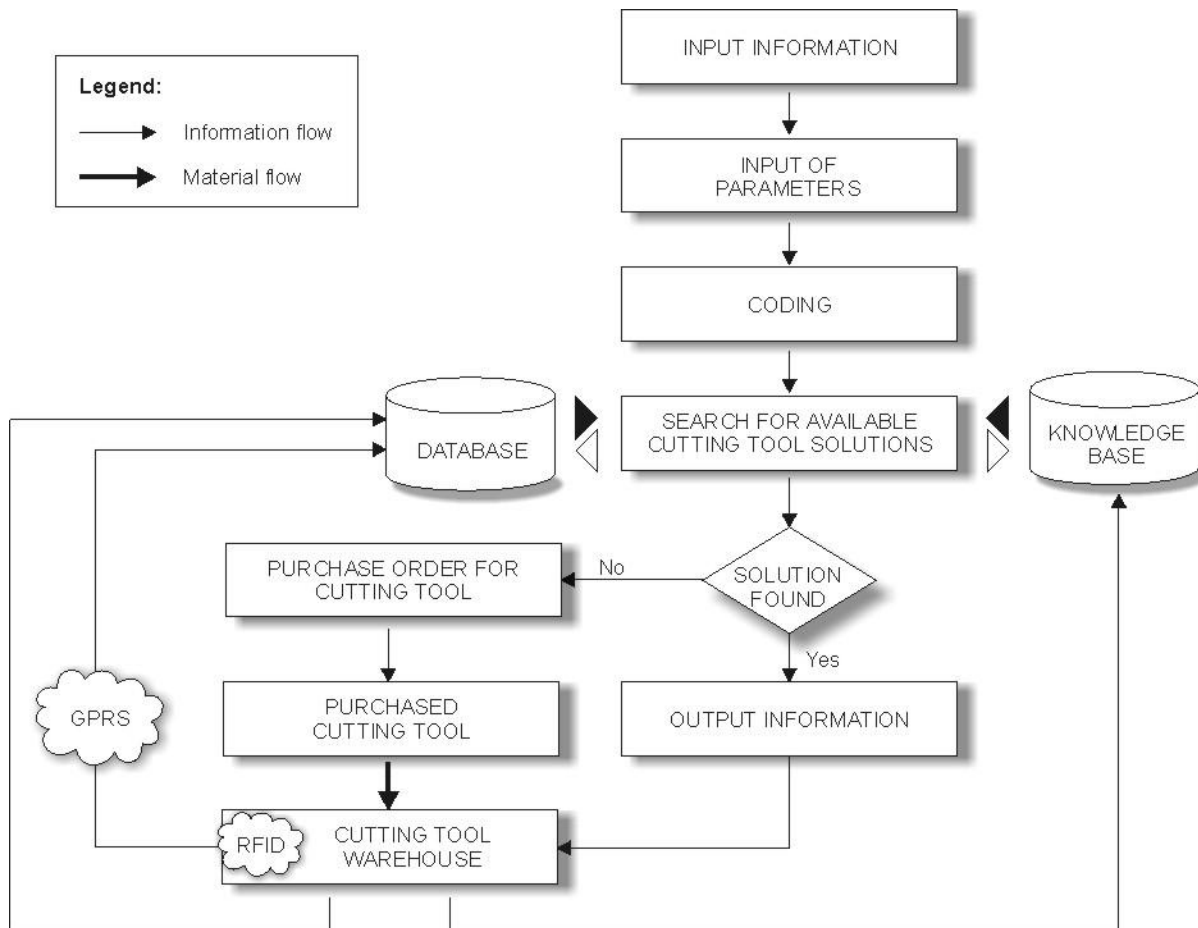 INPUT INFORMATION
Legend:
Information flow
Material flow
INPUT OF
PARAMETERS
CODING
DATABASE
SEARCH FOR AVAILABLE
CUTTING TOOL SOLUTIONS
KNOWLEDGE
BASE
PURCHASE ORDER FOR
CUTTING TOOL
No
SOLUTION
FOUND
Yes
GPRS
PURCHASED
CUTTING TOOL
OUTPUT INFORMATION
RFID
CUTTING TOOL
WAREHOUSE